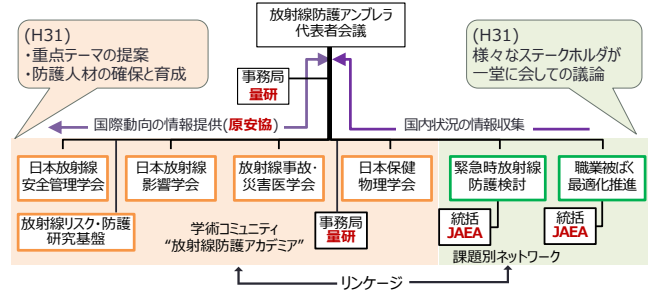 放射線防護アンブレラ
代表者会議
(H31)
・重点テーマの提案
・防護人材の確保と育成
(H31)
様々なステークホルダが
一堂に会しての議論
事務局
量研
国際動向の情報提供(原安協)
国内状況の情報収集
日本放射線
安全管理学会
日本放射線
影響学会
放射線事故・
災害医学会
日本保健
物理学会
緊急時放射線
防護検討
職業被ばく
最適化推進
放射線リスク・防護
研究基盤
学術コミュニティ
“放射線防護アカデミア”
事務局
量研
統括
JAEA
統括
JAEA
課題別ネットワーク
リンケージ